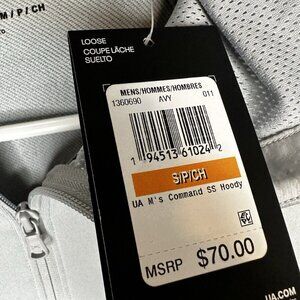 M / P / CH
LOOSE
COUPE LÂCHE
SUELTO
MENS/HOMMES/HOMBRES
1360690 AVY 011
1 94513 61024 2
S/P/CH
UA M's Command SS Hoody
MSRP $70.00
UA.COM